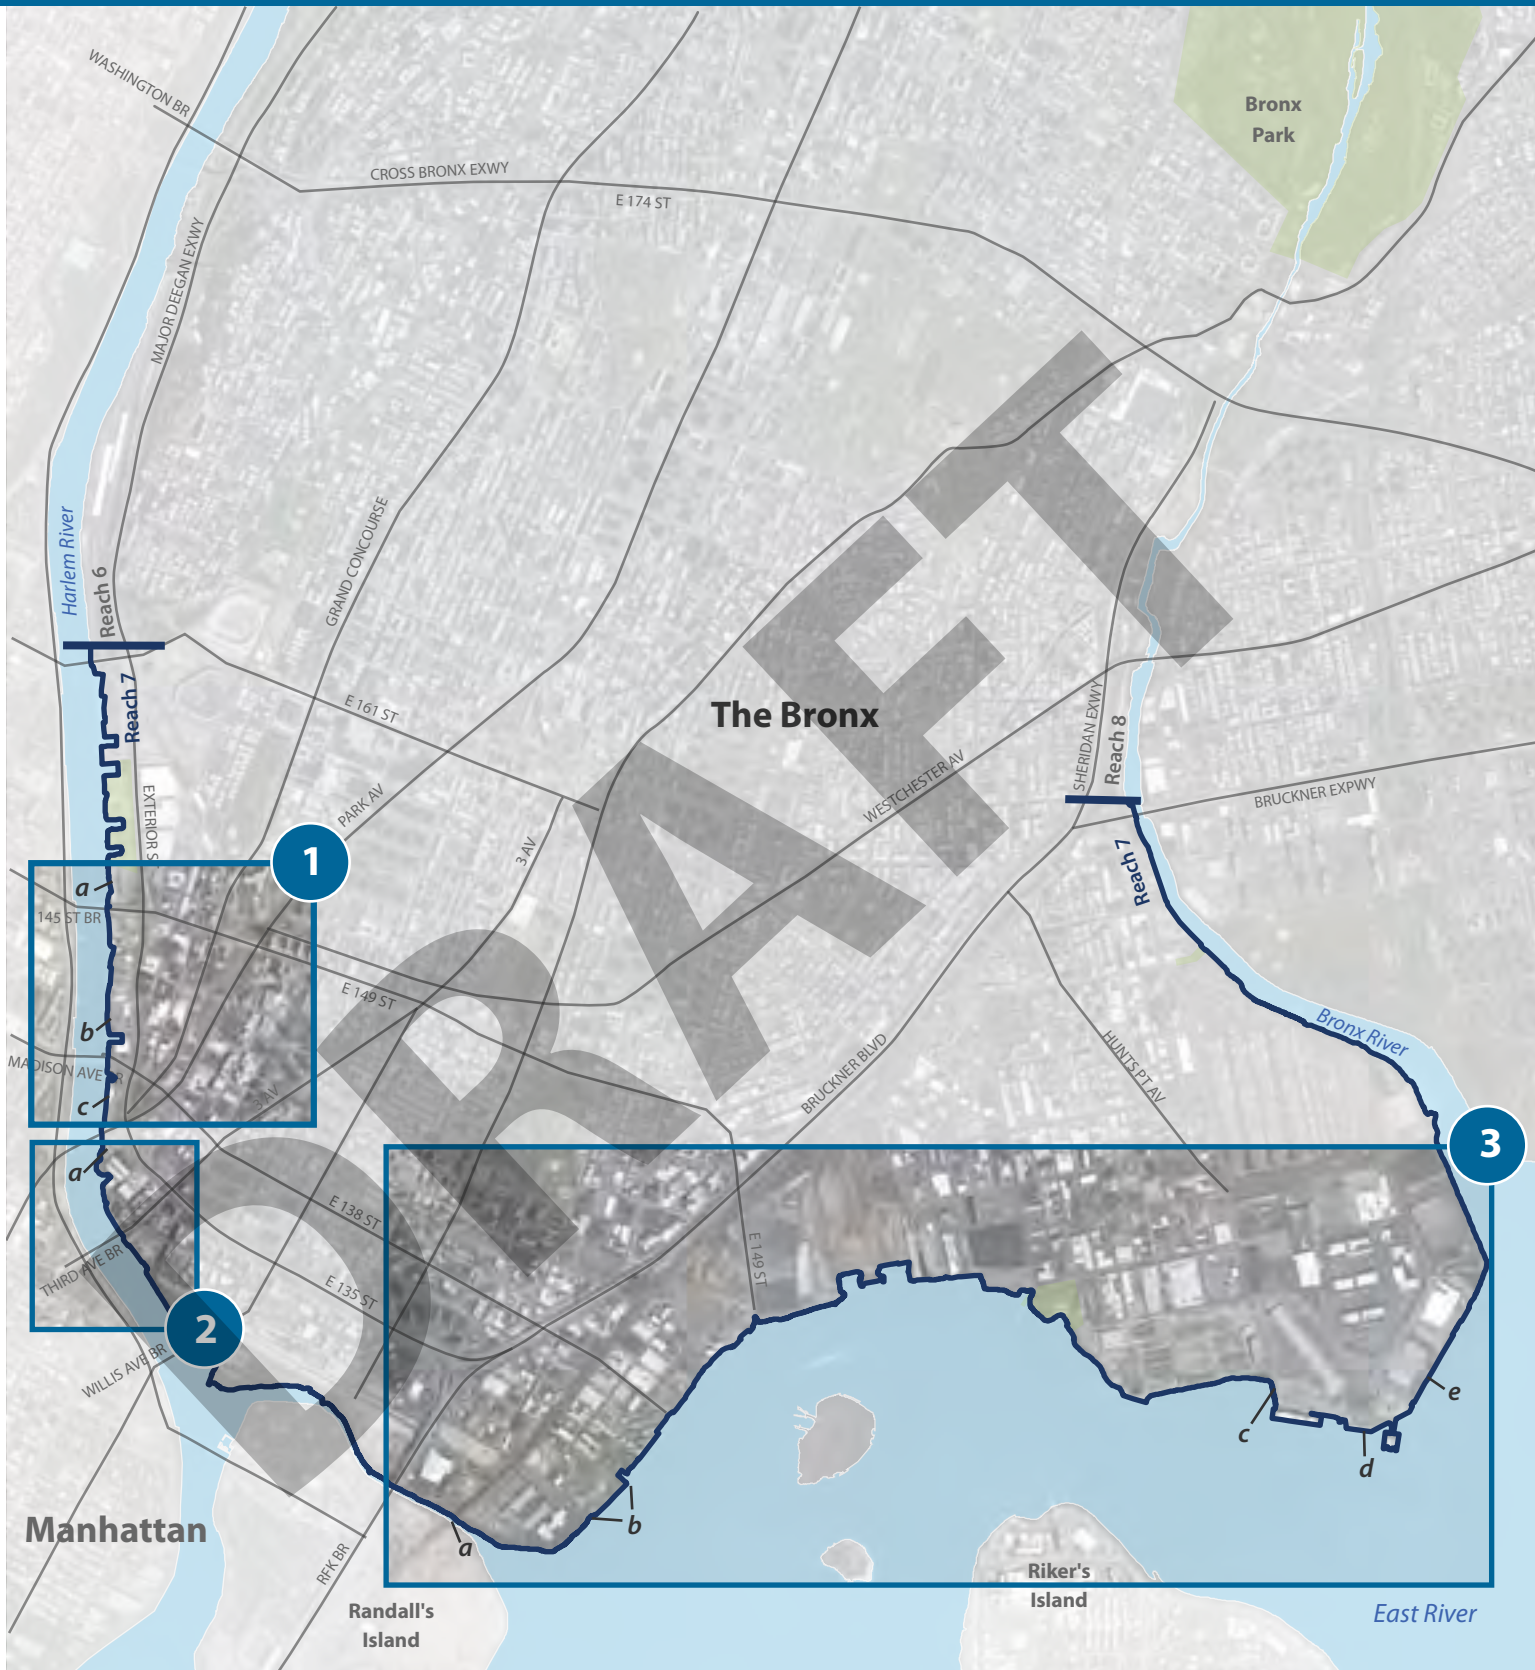 WASHINGTON BR
CROSS BRONX EXWY
E 174 ST
Bronx
Park
MAJOR DEEGAN EXWY
Harlem River
Reach 6
GRAND CONCOURSE
Reach 7
E 161 ST
The Bronx
SHERIDAN EXWY
Reach 8
EXTERIOR S
PARK AV
3 AV
WESTCHESTER AV
BRUCKNER EXPWY
1
a
145 ST BR
Reach 7
E 149 ST
b
MADISON AVE BR
c
3 AV
BRUCKNER BLVD
HUNTS PT AV
Bronx River
3
a
E 138 ST
E 135 ST
E 149 ST
THIRD AVE BR
2
WILLIS AVE BR
c
e
d
b
a
Manhattan
RFK BR
Randall's
Island
Riker's
Island
East River
DRAFT